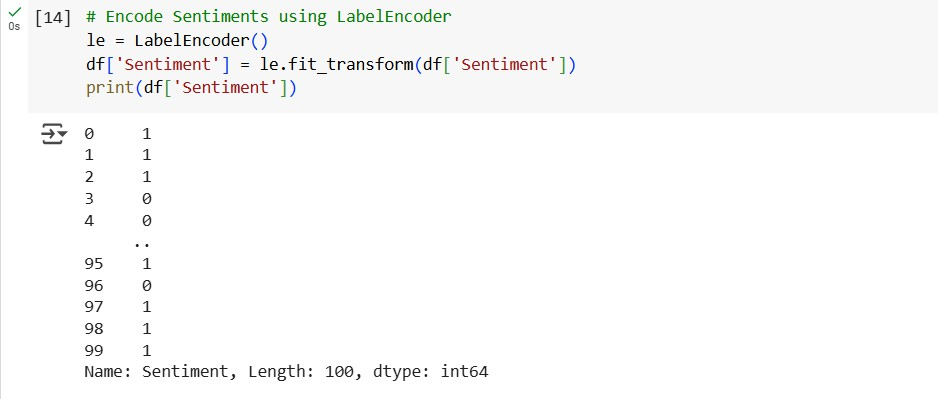 [14] # Encode Sentiments using LabelEncoder
le = LabelEncoder()
df['Sentiment'] = le.fit_transform(df['Sentiment'])
print(df['Sentiment'])
0s
0 1
1 1
2 1
3 0
4 0
..
95 1
96 0
97 1
98 1
99 1
Name: Sentiment, Length: 100, dtype: int64